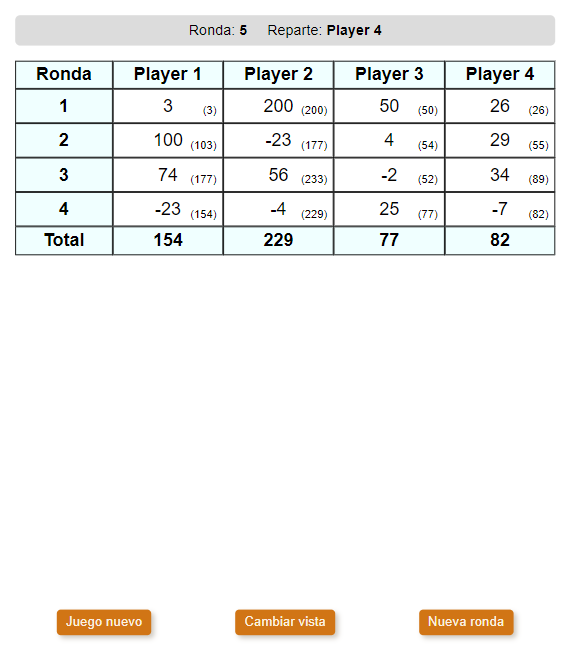 Ronda: 5 Reparte: Player 4
Ronda Player 1 Player 2 Player 3 Player 4
1 3 (3) 200 (200) 50 (50) 26 (26)
2 100 (103) -23 (177) 4 (54) 29 (55)
3 74 (177) 56 (233) -2 (52) 34 (89)
4 -23 (154) -4 (229) 25 (77) -7 (82)
Total 154 229 77 82
Juego nuevo Cambiar vista Nueva ronda